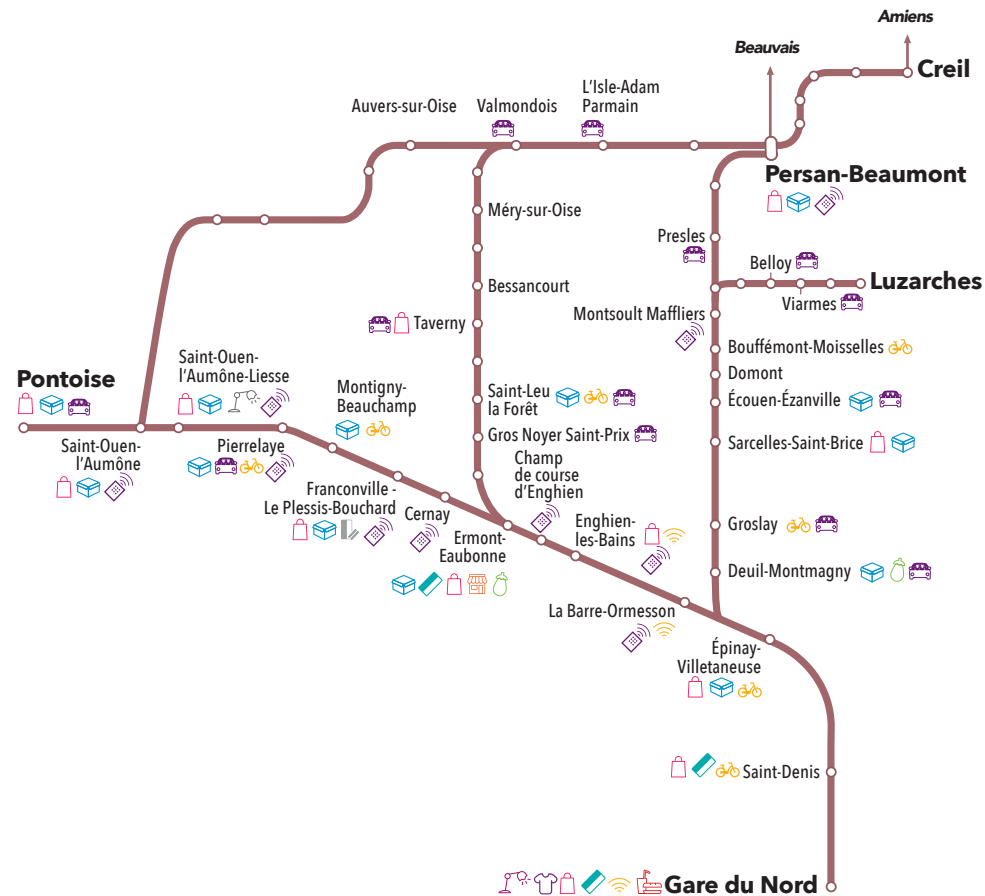 Amiens
Beauvais
Creil
L'Isle-Adam
Parmain
Auvers-sur-Oise
Valmondois
Persan-Beaumont
Méry-sur-Oise
Presles
Belloy
Luzarches
Bessancourt
Viarmes
Montsoult Maffliers
Taverny
Bouffémont-Moisselles
Saint-Ouen-
l'Aumône-Liesse
Domont
Pontoise
Montigny-
Beauchamp
Saint-Leu
la Forêt
Écouen-Ézanville
Gros Noyer Saint-Prix
Sarcelles-Saint-Brice
Saint-Ouen-
l'Aumône
Pierrelaye
Champ
de course
d'Enghien
Franconville -
Le Plessis-Bouchard
Cernay
Enghien-
les-Bains
Groslay
Ermont-
Eaubonne
Deuil-Montmagny
La Barre-Ormesson
Épinay-
Villetaneuse
Saint-Denis
Gare du Nord